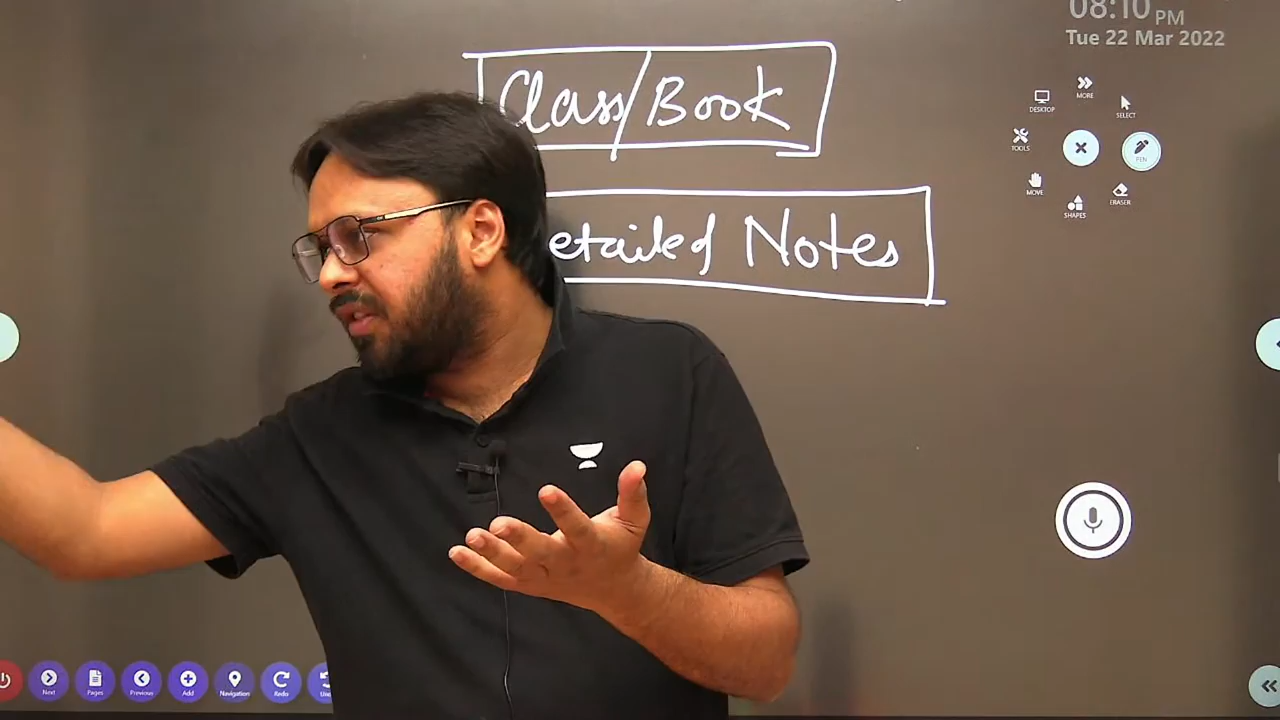 08:10 PM
Tue 22 Mar 2022
Class/Book
etailed Notes
MORE
DESKTOP
SELECT
TOOLS
PEN
MOVE
ERASER
SHAPES
Next
Pages
Previous
Add
Navigation
Redo